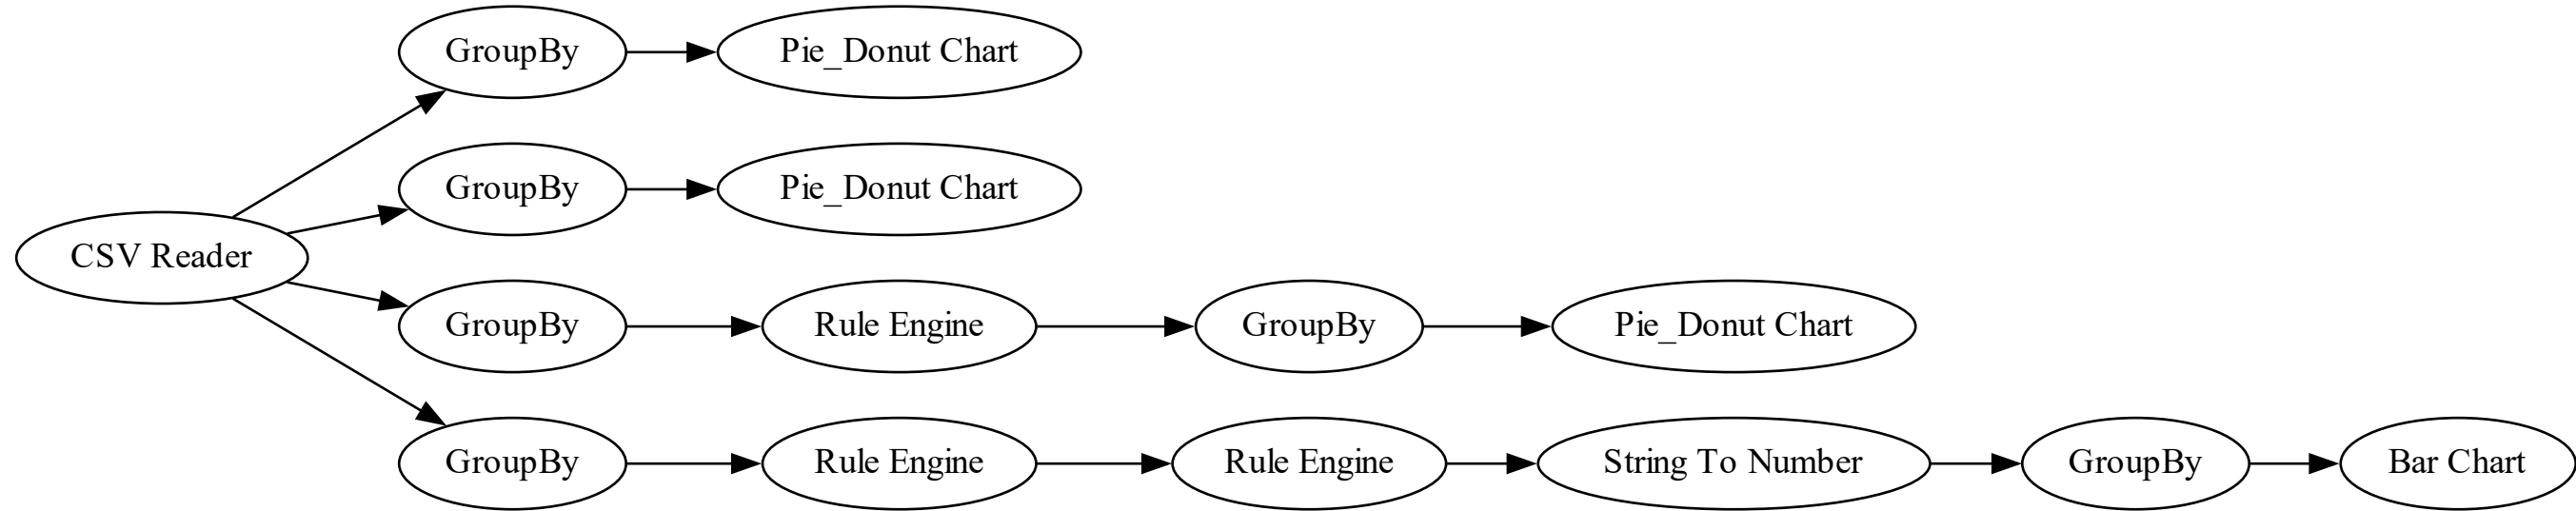 GroupBy
Pie_Donut Chart
GroupBy
Pie_Donut Chart
CSV Reader
GroupBy
Rule Engine
GroupBy
Pie_Donut Chart
GroupBy
Rule Engine
Rule Engine
String To Number
GroupBy
Bar Chart